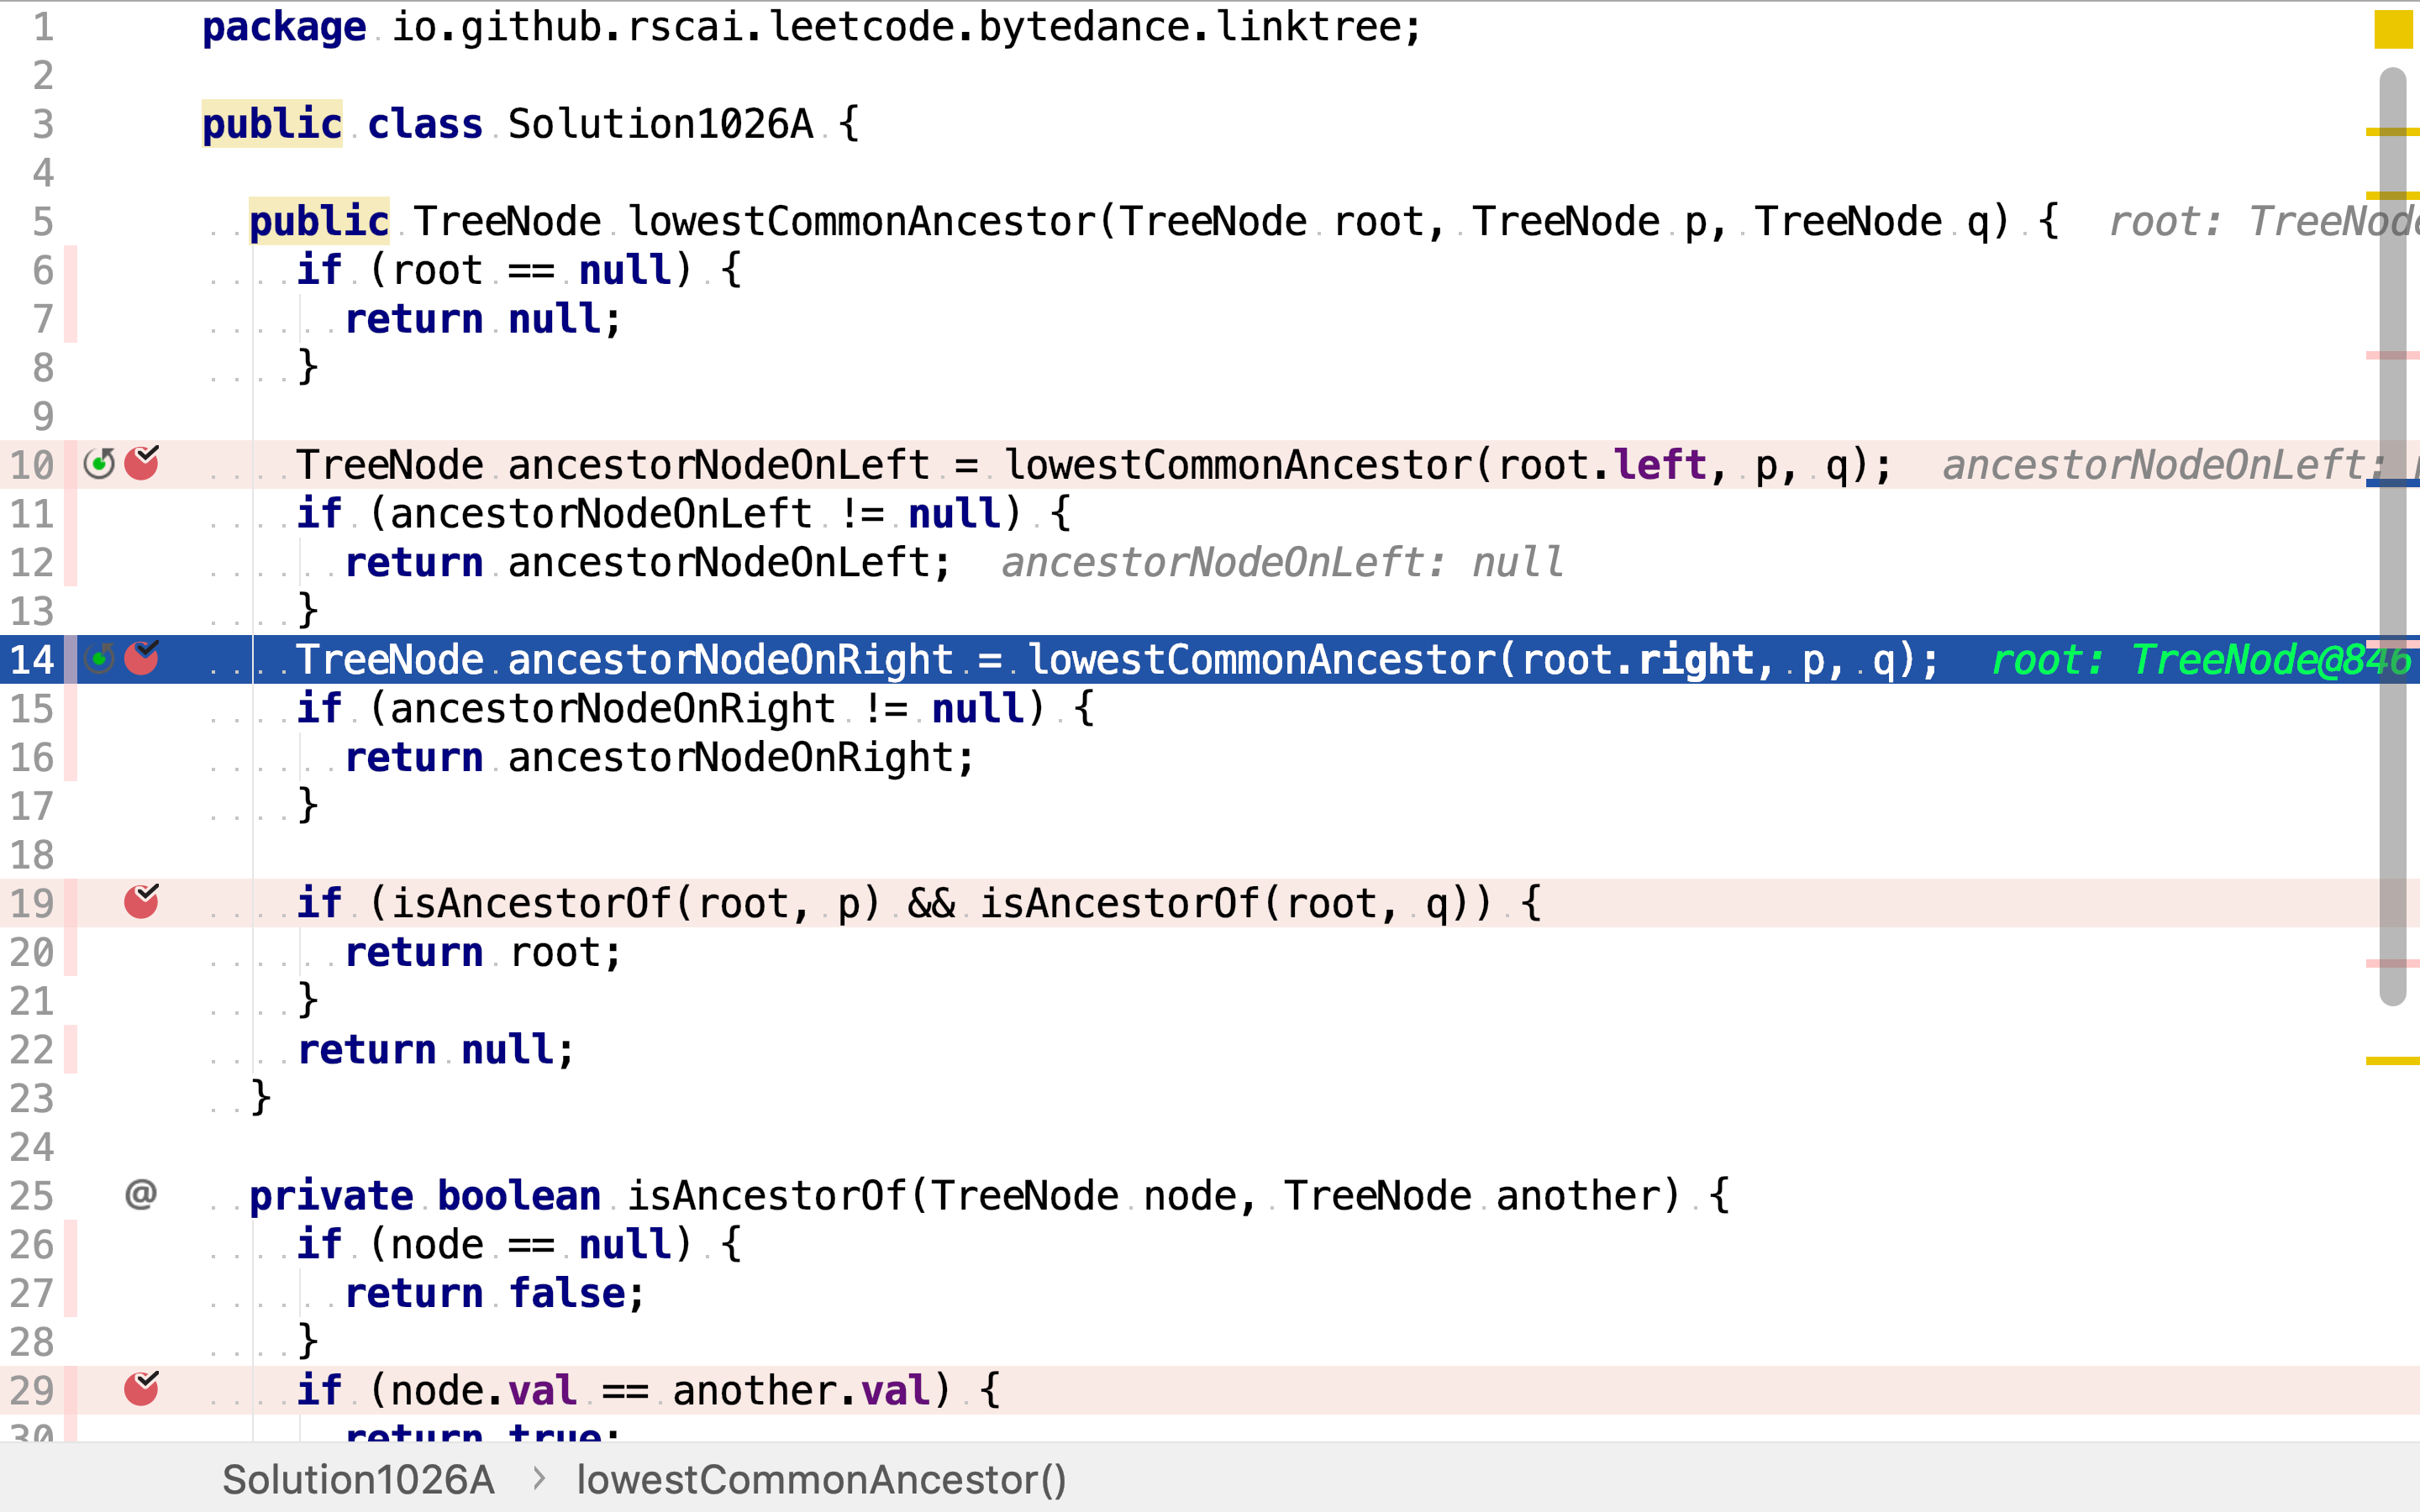 1 package io.github.rscai.leetcode.bytedance.linktree;
2
3 public class Solution1026A {
4
5 public TreeNode lowestCommonAncestor(TreeNode root, TreeNode p, TreeNode q) { root: TreeNode
6 if (root == null) {
7 return null;
8 }
9
10 TreeNode ancestorNodeOnLeft = lowestCommonAncestor(root.left, p, q); ancestorNodeOnLeft:
11 if (ancestorNodeOnLeft != null) {
12 return ancestorNodeOnLeft; ancestorNodeOnLeft: null
13 }
14 TreeNode ancestorNodeOnRight = lowestCommonAncestor(root.right, p, q); root: TreeNode@846
15 if (ancestorNodeOnRight != null) {
16 return ancestorNodeOnRight;
17 }
18
19 if (isAncestorOf(root, p) && isAncestorOf(root, q)) {
20 return root;
21 }
22 return null;
23 }
24
25 @ private boolean isAncestorOf(TreeNode node, TreeNode another) {
26 if (node == null) {
27 return false;
28 }
29 if (node.val == another.val) {
30 return true;
Solution1026A > lowestCommonAncestor()